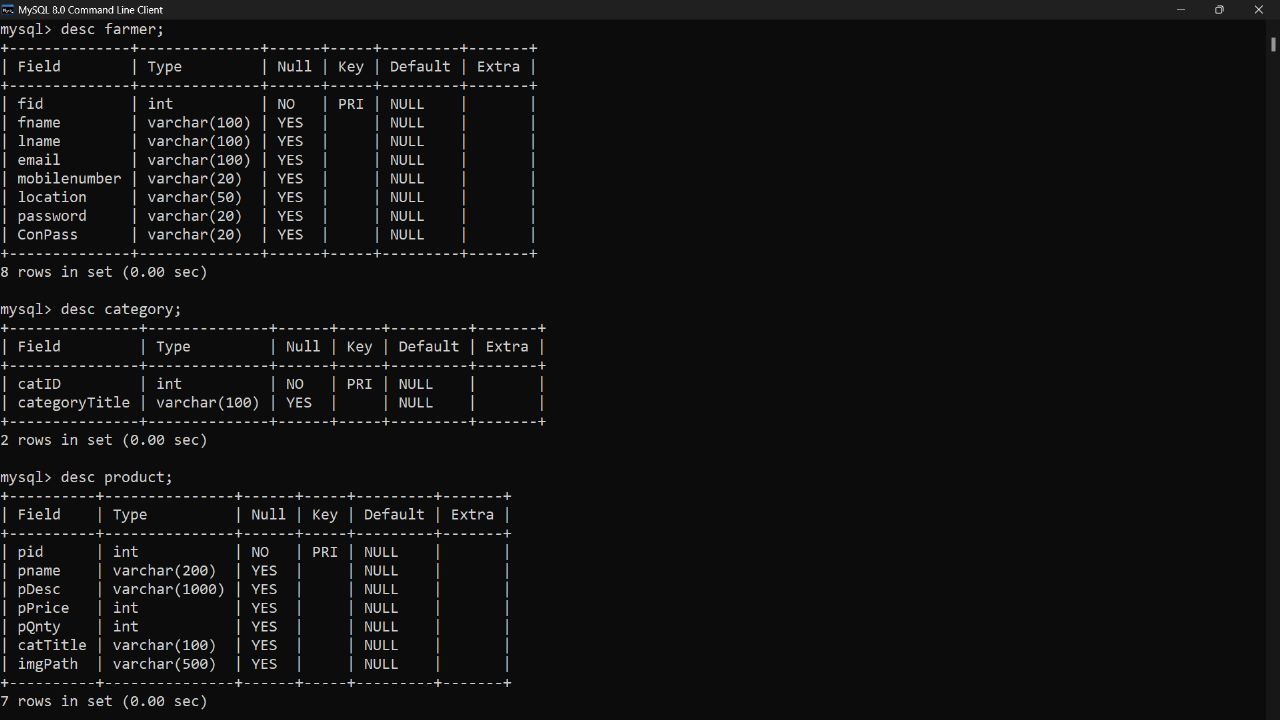 MySQL 8.0 Command Line Client
mysql> desc farmer;
+--------------+--------------+------+-----+---------+-------+
| Field        | Type         | Null | Key | Default | Extra |
+--------------+--------------+------+-----+---------+-------+
| fid          | int          | NO   | PRI | NULL    |       |
| fname        | varchar(100) | YES  |     | NULL    |       |
| lname        | varchar(100) | YES  |     | NULL    |       |
| email        | varchar(100) | YES  |     | NULL    |       |
| mobilenumber | varchar(20)  | YES  |     | NULL    |       |
| location     | varchar(50)  | YES  |     | NULL    |       |
| password     | varchar(20)  | YES  |     | NULL    |       |
| ConPass      | varchar(20)  | YES  |     | NULL    |       |
+--------------+--------------+------+-----+---------+-------+
8 rows in set (0.00 sec)
mysql> desc category;
+---------------+--------------+------+-----+---------+-------+
| Field         | Type         | Null | Key | Default | Extra |
+---------------+--------------+------+-----+---------+-------+
| catID         | int          | NO   | PRI | NULL    |       |
| categoryTitle | varchar(100) | YES  |     | NULL    |       |
+---------------+--------------+------+-----+---------+-------+
2 rows in set (0.00 sec)
mysql> desc product;
+----------+---------------+------+-----+---------+-------+
| Field    | Type          | Null | Key | Default | Extra |
+----------+---------------+------+-----+---------+-------+
| pid      | int           | NO   | PRI | NULL    |       |
| pname    | varchar(200)  | YES  |     | NULL    |       |
| pDesc    | varchar(1000) | YES  |     | NULL    |       |
| pPrice   | int           | YES  |     | NULL    |       |
| pQnty    | int           | YES  |     | NULL    |       |
| catTitle | varchar(100)  | YES  |     | NULL    |       |
| imgPath  | varchar(500)  | YES  |     | NULL    |       |
+----------+---------------+------+-----+---------+-------+
7 rows in set (0.00 sec)